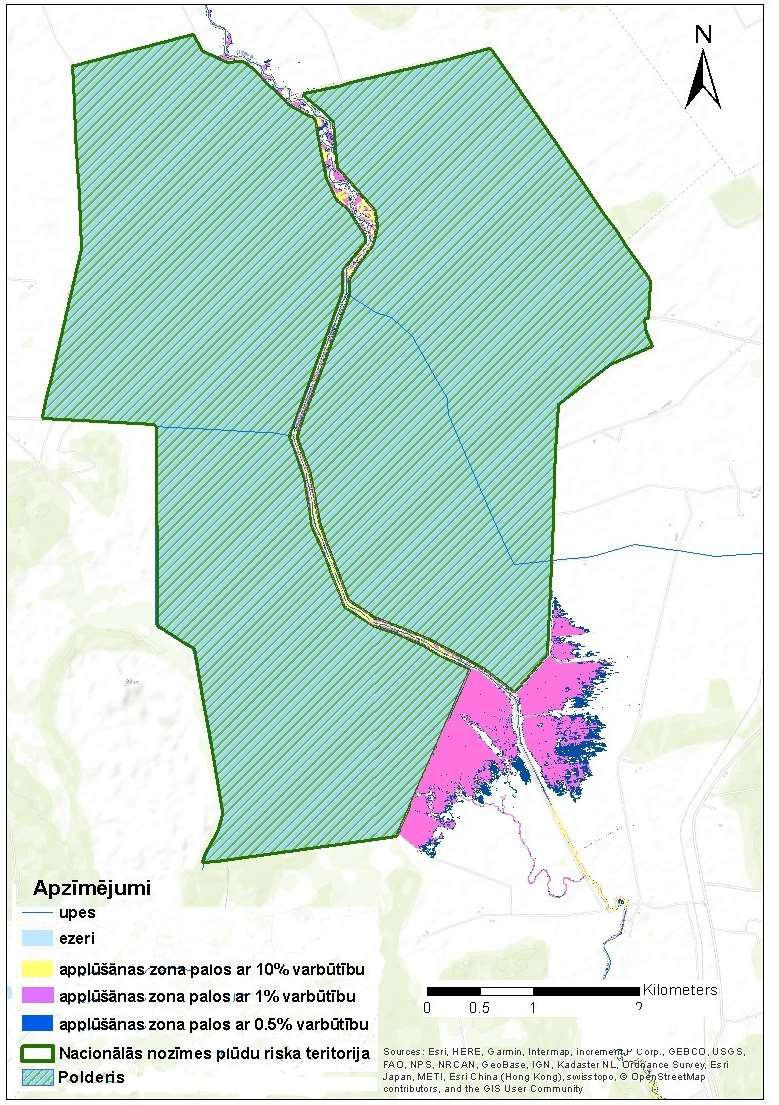 N
Apzīmējumi
upes
ezeri
applūšanas zona palos ar 10% varbūtību
applūšanas zona palos ar 1% varbūtību
applūšanas zona palos ar 0.5% varbūtību
Nacionālās nozīmes plūdu riska teritorija
Polderis
Kilometers
0 0.5 1 2
Sources: Esri, HERE, Garmin, Intermap, increment P Corp., GEBCO, USGS,
FAO, NPS, NRCAN, GeoBase, IGN, Kadaster NL, Ordnance Survey, Esri
Japan, METI, Esri China (Hong Kong), swisstopo, © OpenStreetMap
contributors, and the GIS User Community